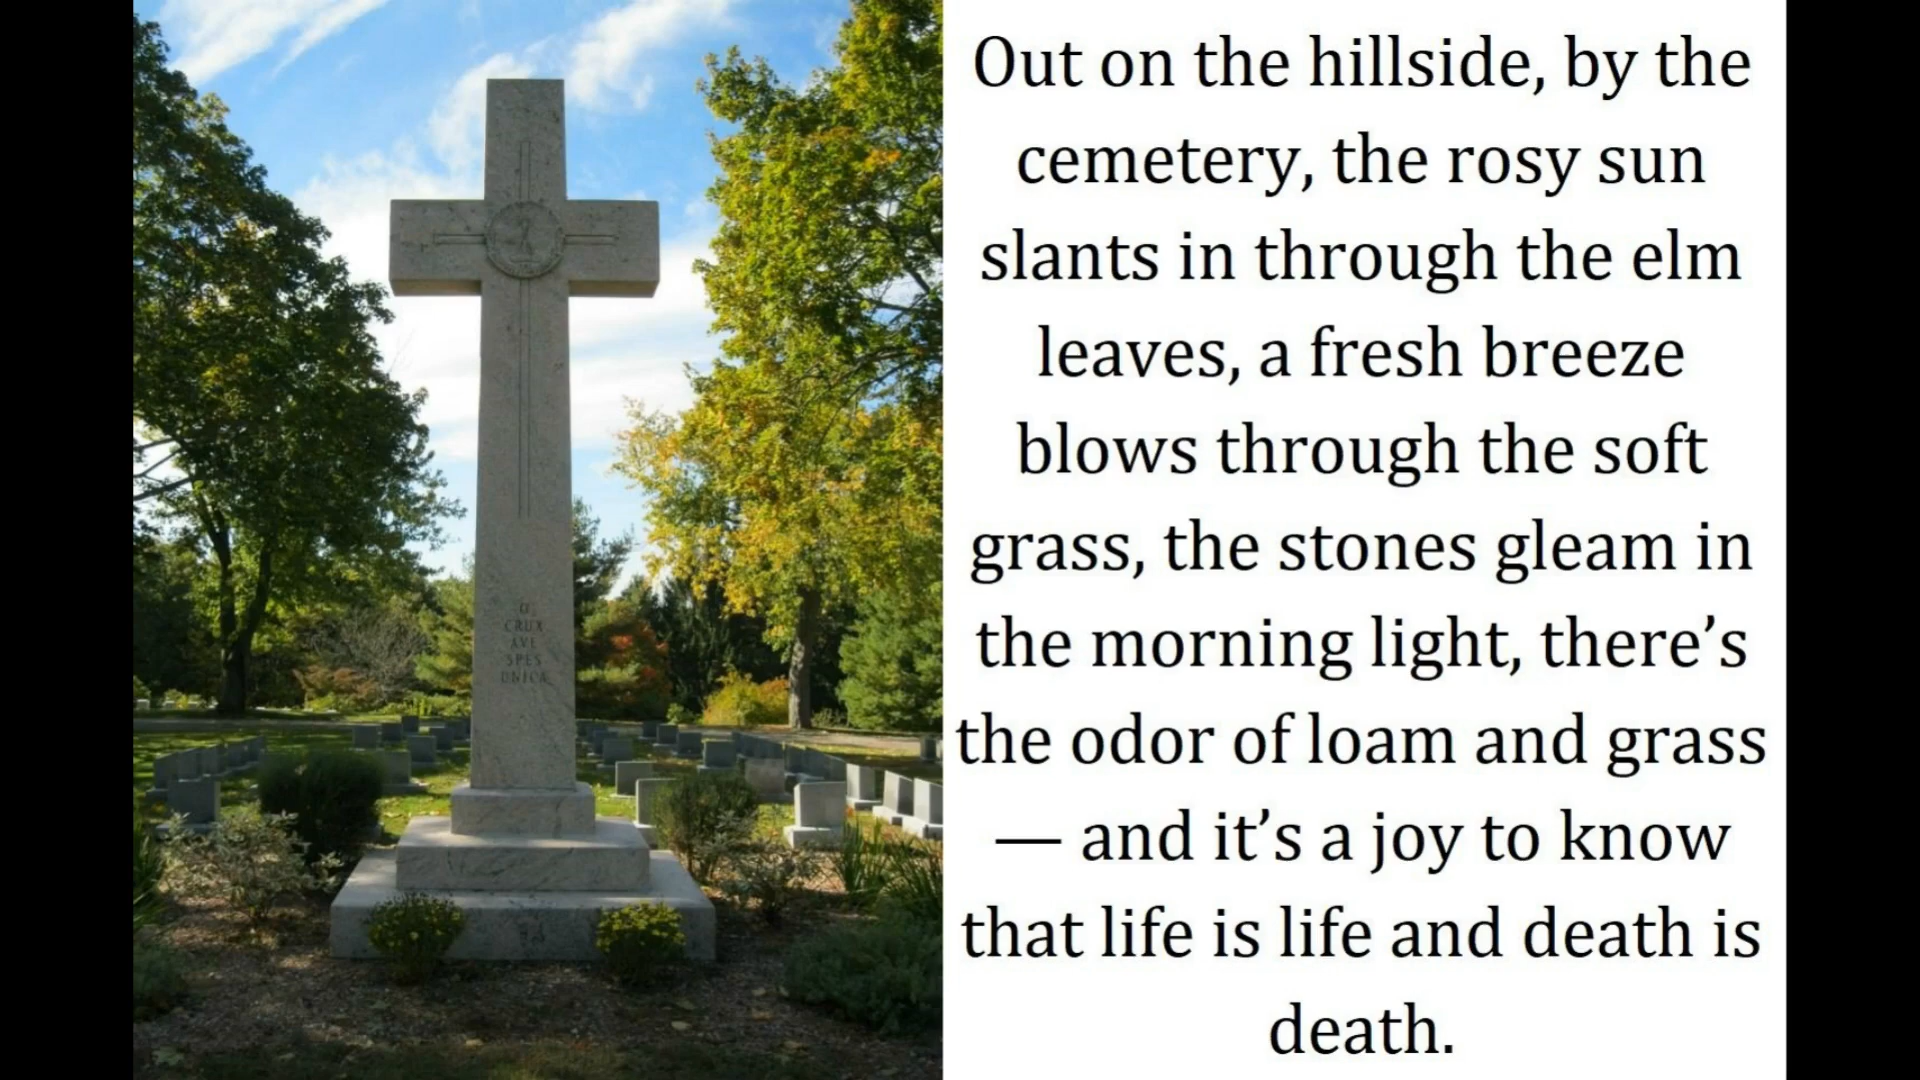 O
CRUX
AVE
SPES
UNICA
Out on the hillside, by the
cemetery, the rosy sun
slants in through the elm
leaves, a fresh breeze
blows through the soft
grass, the stones gleam in
the morning light, there’s
the odor of loam and grass
— and it’s a joy to know
that life is life and death is
death.